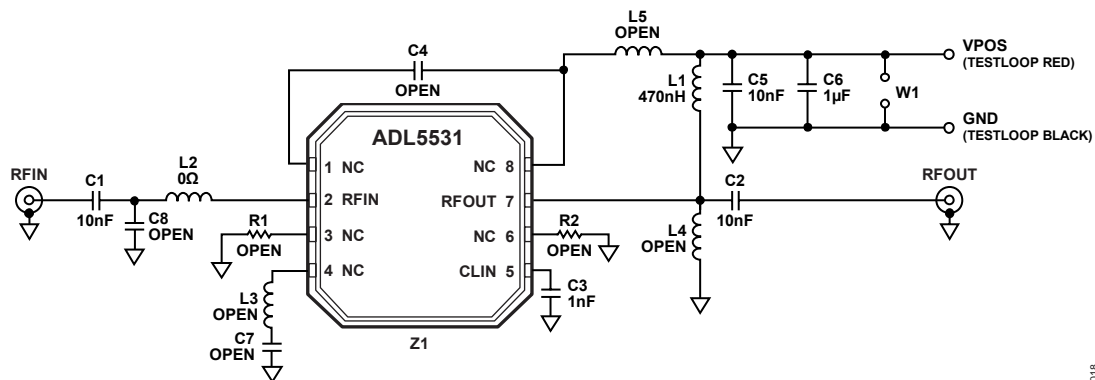 L5
OPEN
C4
OPEN
L1
470nH
C5
10nF
C6
1µF
W1
VPOS
(TESTLOOP RED)
GND
(TESTLOOP BLACK)
ADL5531
1 NC
NC 8
RFIN
C1
10nF
L2
0Ω
C8
OPEN
2 RFIN
RFOUT 7
C2
10nF
RFOUT
R1
OPEN
3 NC
NC 6
R2
OPEN
L4
OPEN
4 NC
CLIN 5
C3
1nF
L3
OPEN
C7
OPEN
Z1
018